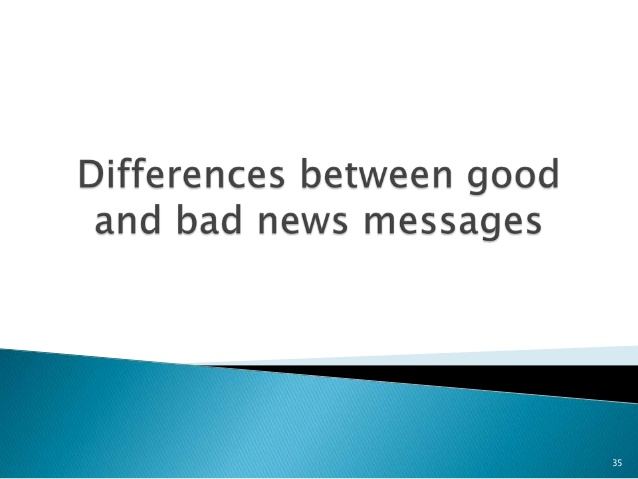 Differences between good
and bad news messages
35